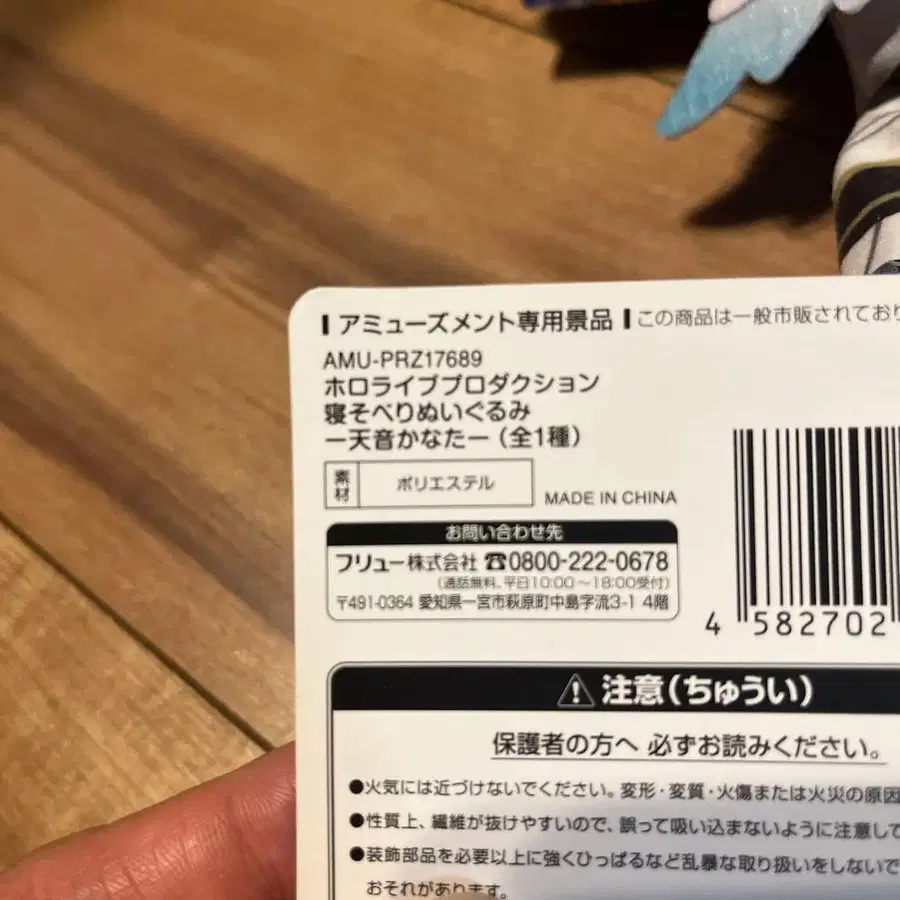 アミューズメント専用景品 この商品は一般市販されており
AMU-PRZ17689
ホロライブプロダクション
寝そべりぬいぐるみ
ー天音かなたー（全1種）
素材 ポリエステル MADE IN CHINA
お問い合わせ先
フリュー株式会社 ☎0800-222-0678
（通話無料、平日10:00～18:00受付）
〒491-0364 愛知県一宮市萩原町中島字流3-1 4階
4 582702
⚠注意（ちゅうい）
保護者の方へ 必ずお読みください。
●火気には近づけないでください。変形・変質・火傷または火災の原因
●性質上、繊維が抜けやすいので、誤って吸い込まないように注意して
●装飾部品を必要以上に強くひっぱるなど乱暴な取り扱いをしないで
おそれがあります。